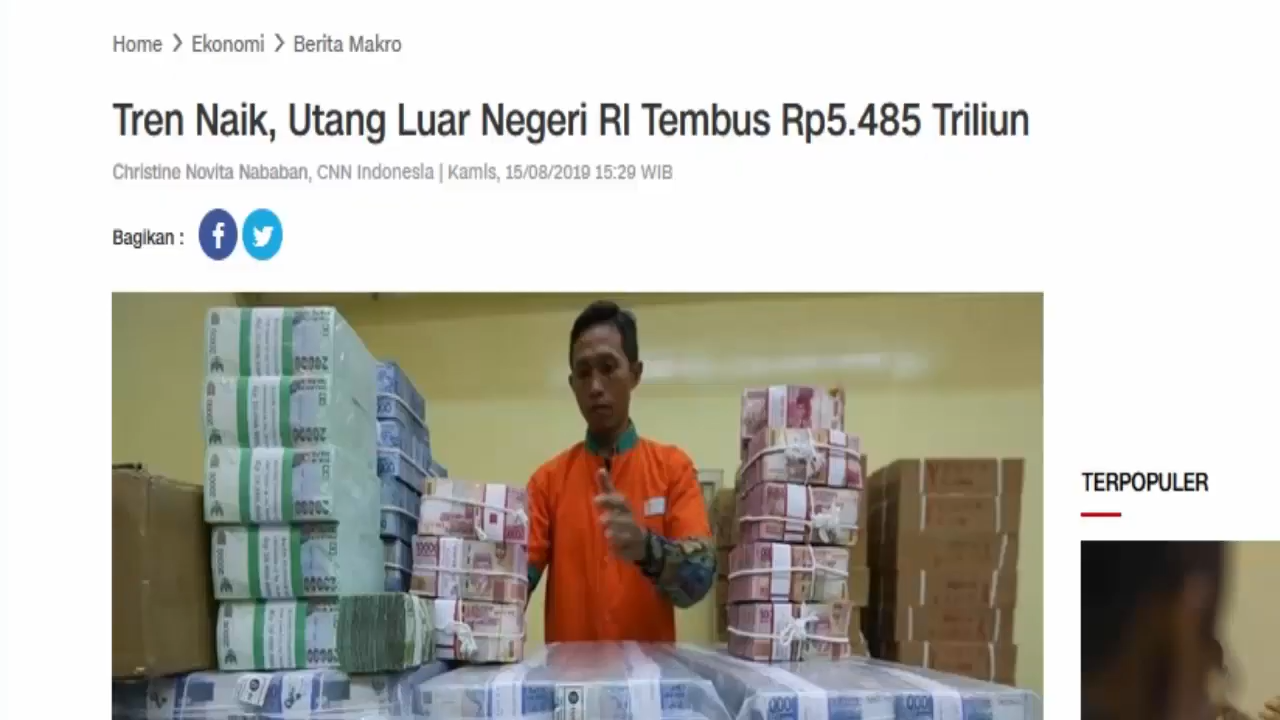 Home > Ekonomi > Berita Makro
Tren Naik, Utang Luar Negeri RI Tembus Rp5.485 Triliun
Christine Novita Nababan, CNN Indonesia | Kamis, 15/08/2019 15:29 WIB
Bagikan :
TERPOPULER